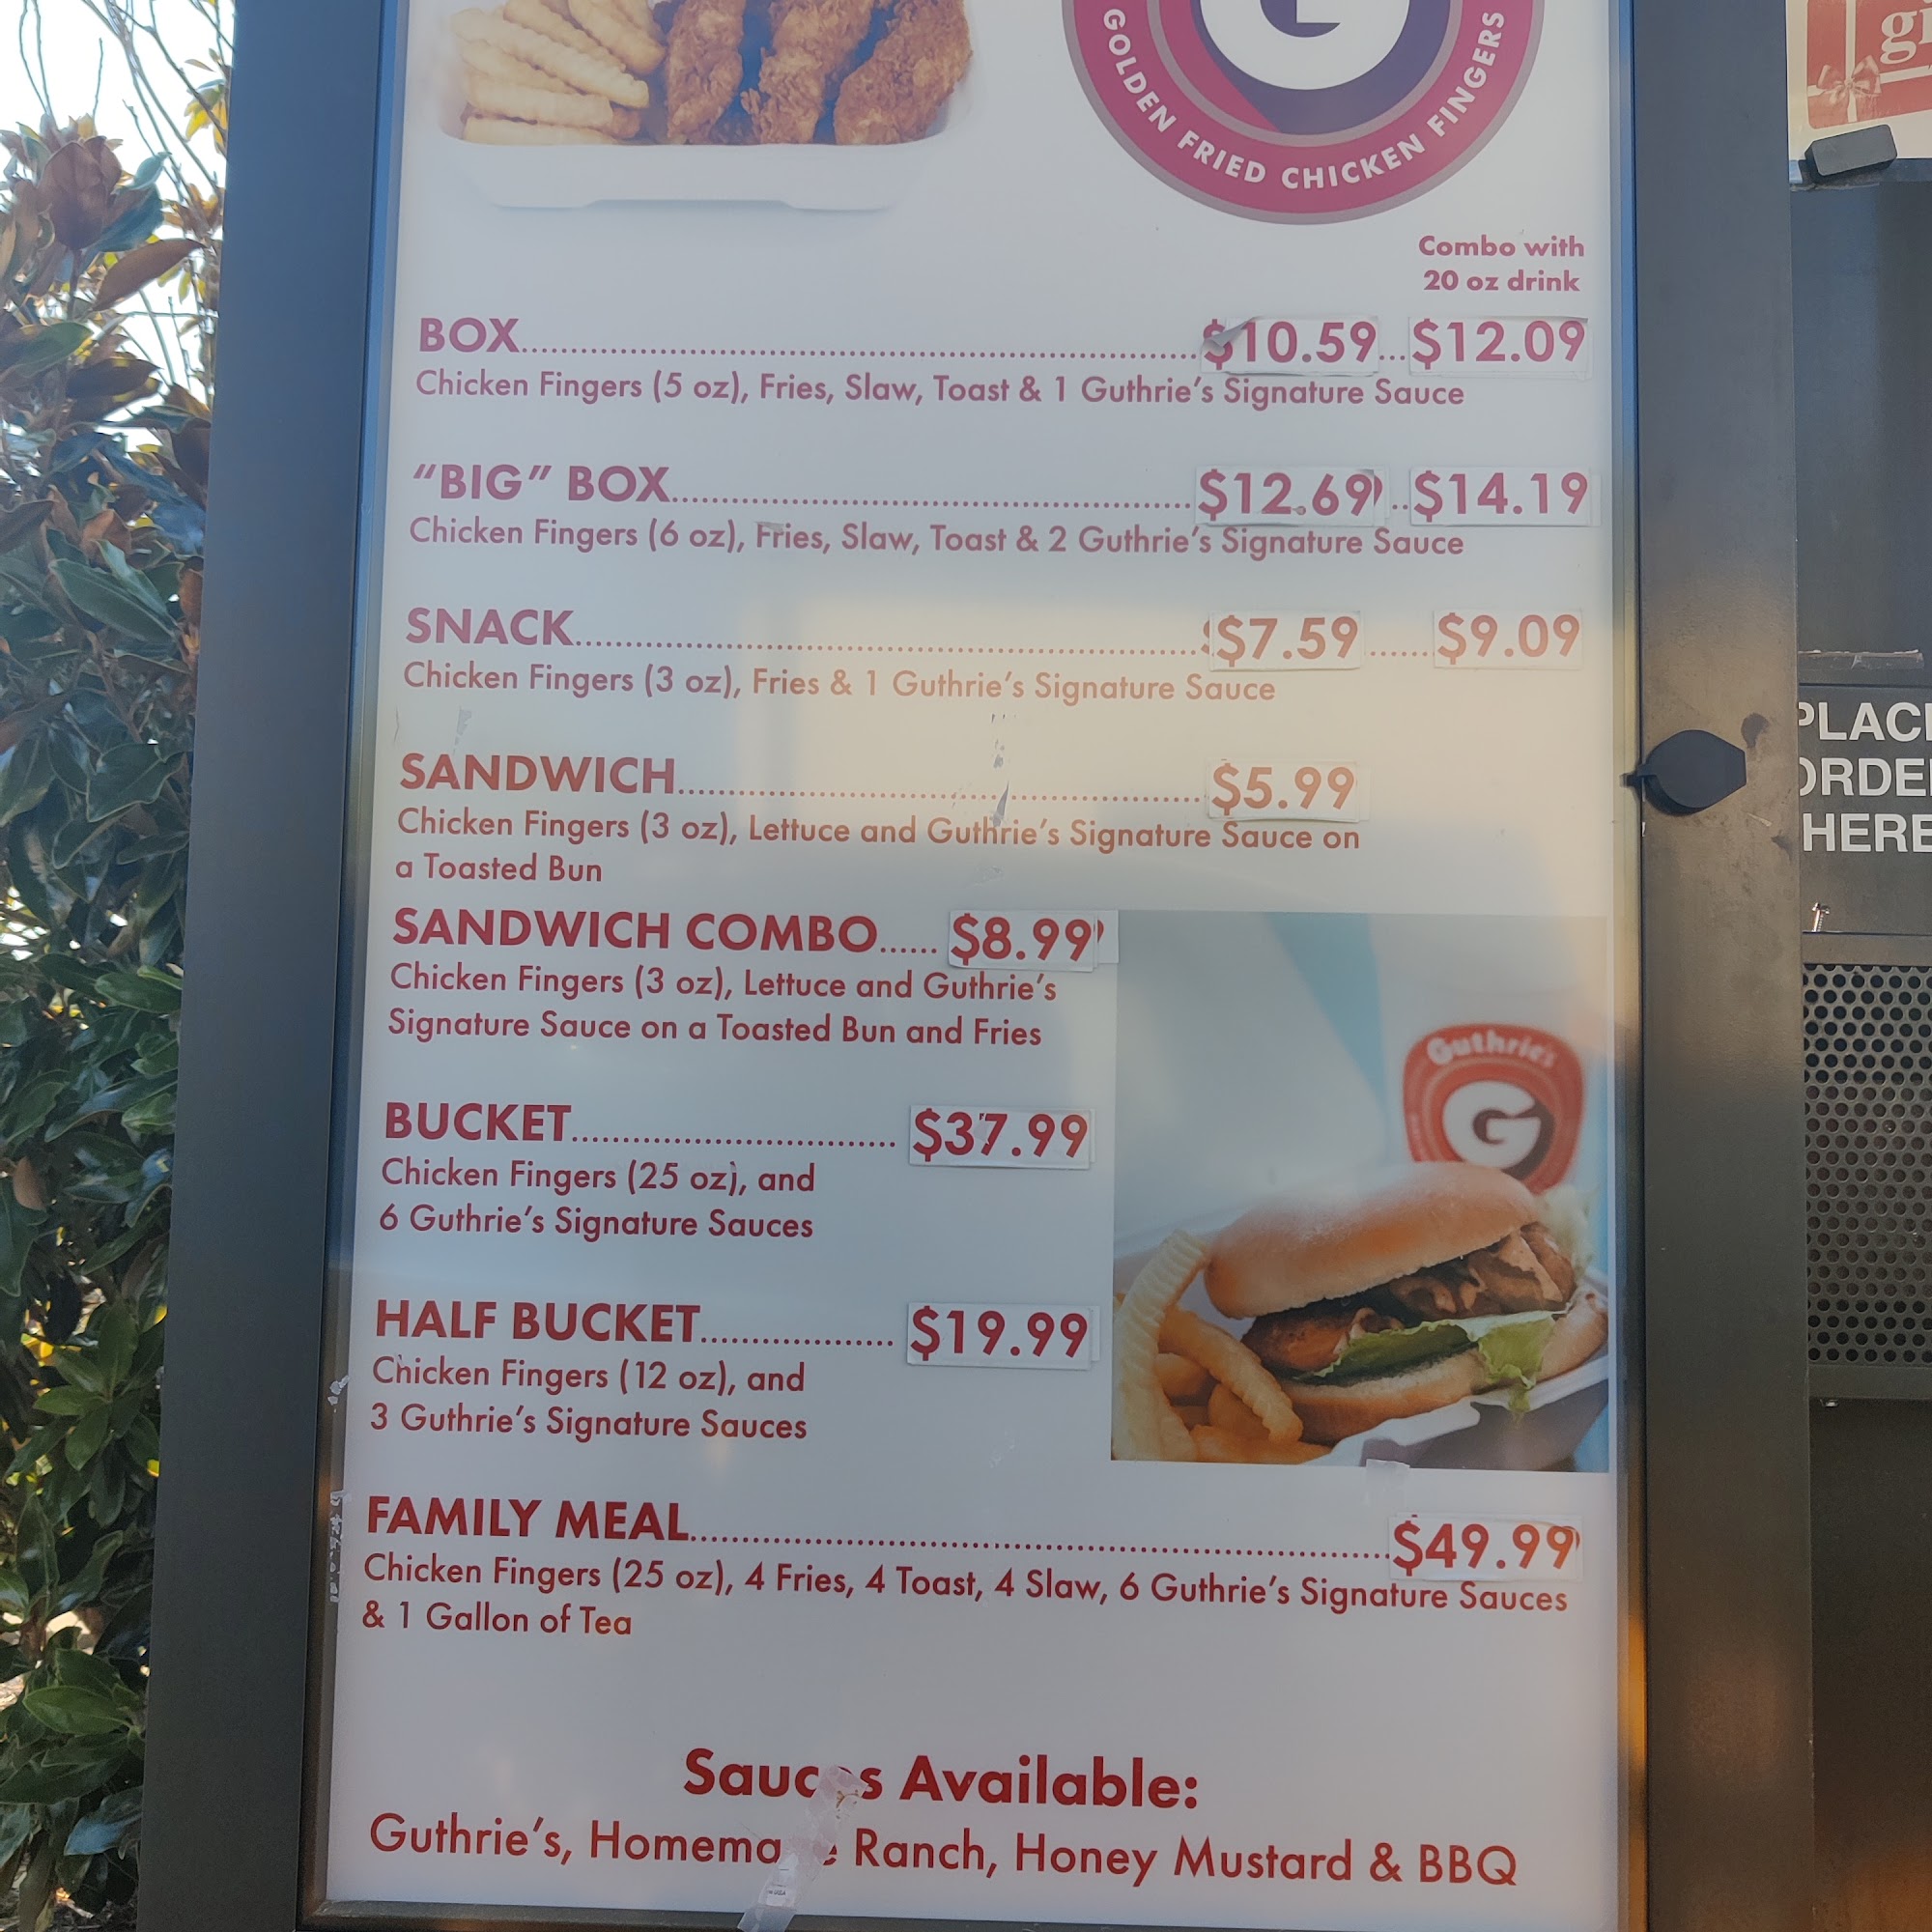 GOLDEN FRIED CHICKEN FINGERS
Combo with
20 oz drink
BOX $10.59 $12.09
Chicken Fingers (5 oz), Fries, Slaw, Toast & 1 Guthrie's Signature Sauce
"BIG" BOX $12.69 $14.19
Chicken Fingers (6 oz), Fries, Slaw, Toast & 2 Guthrie's Signature Sauce
SNACK $7.59 $9.09
Chicken Fingers (3 oz), Fries & 1 Guthrie's Signature Sauce
SANDWICH $5.99
Chicken Fingers (3 oz), Lettuce and Guthrie's Signature Sauce on
a Toasted Bun
SANDWICH COMBO $8.99
Chicken Fingers (3 oz), Lettuce and Guthrie's
Signature Sauce on a Toasted Bun and Fries
Guthrie's
G
BUCKET $37.99
Chicken Fingers (25 oz), and
6 Guthrie's Signature Sauces
HALF BUCKET $19.99
Chicken Fingers (12 oz), and
3 Guthrie's Signature Sauces
FAMILY MEAL $49.99
Chicken Fingers (25 oz), 4 Fries, 4 Toast, 4 Slaw, 6 Guthrie's Signature Sauces
& 1 Gallon of Tea
Sauces Available:
Guthrie's, Homemade Ranch, Honey Mustard & BBQ
gi
PLAC
ORDE
HERE